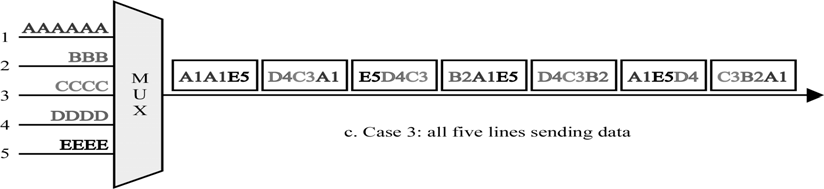 AAAAAA
1
BBB
2
CCCC
3
DDDD
4
EEEE
5
MUX
A1A1E5 D4C3A1 E5D4C3 B2A1E5 D4C3B2 A1E5D4 C3B2A1
c. Case 3: all five lines sending data